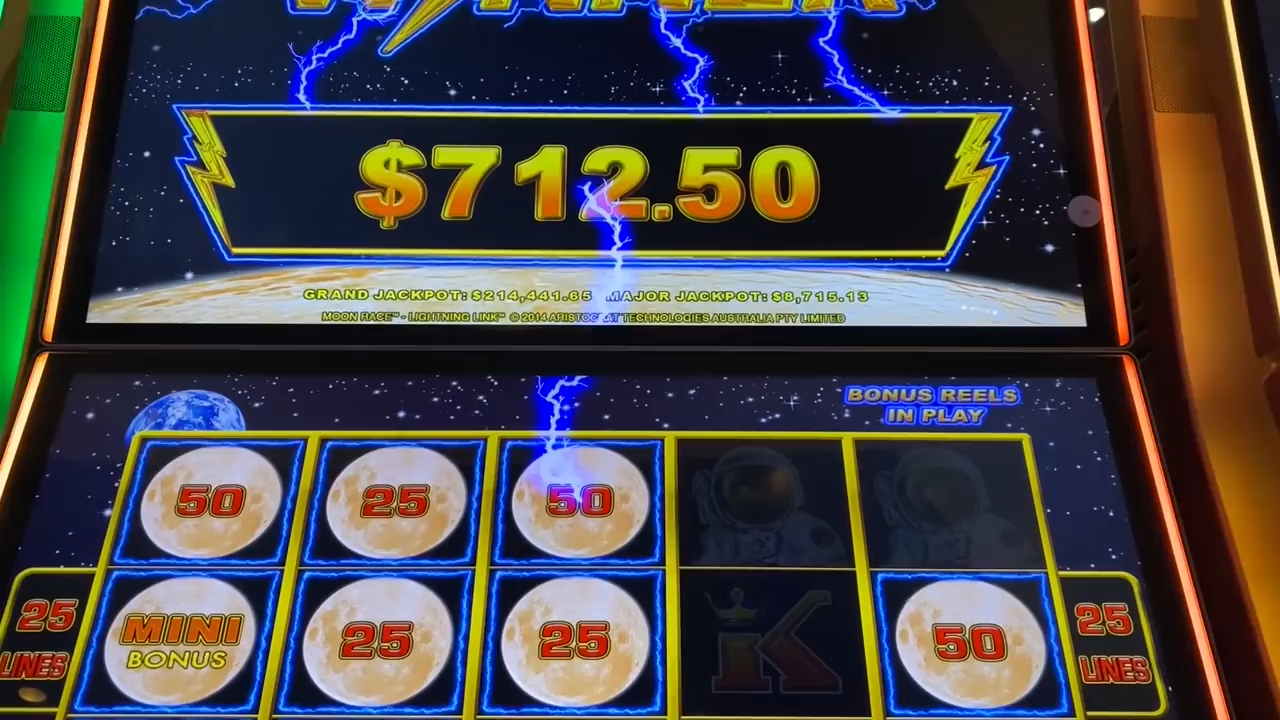 $712.50
GRAND JACKPOT: $214,441.65 MAJOR JACKPOT: $8,715.13
MOON RACE™ - LIGHTNING LINK™ © 2014 ARISTOCRAT TECHNOLOGIES AUSTRALIA PTY LIMITED
BONUS REELS
IN PLAY
50 25 50
25 LINES
MINI BONUS
25 25 K 50
25 LINES